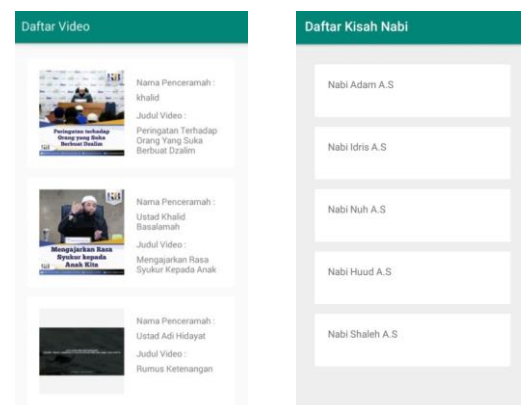 Daftar Video
Nama Penceramah :
khalid
Judul Video :
Peringatan Terhadap
Orang Yang Suka
Berbuat Dzalim
Peringatan terhadap
Orang yang Suka
Berbuat Dzalim
Nama Penceramah :
Ustad Khalid
Basalamah
Judul Video :
Mengajarkan Rasa
Syukur Kepada Anak
Mengajarkan Rasa
Syukur kepada
Anak Kita
Nama Penceramah :
Ustad Adi Hidayat
Judul Video :
Rumus Ketenangan
Daftar Kisah Nabi
Nabi Adam A.S
Nabi Idris A.S
Nabi Nuh A.S
Nabi Huud A.S
Nabi Shaleh A.S